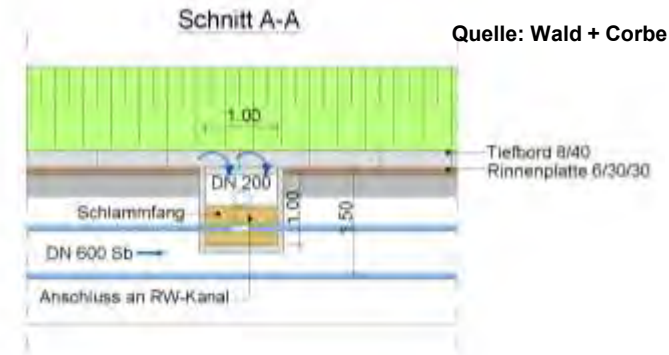 Schnitt A-A
Quelle: Wald + Corbe
1.00
Tiefbord 8/40
Rinnenplatte 6/30/30
DN 200
Schlammfang
1.00
1.50
DN 600 Sb
Anschluss an RW-Kanal